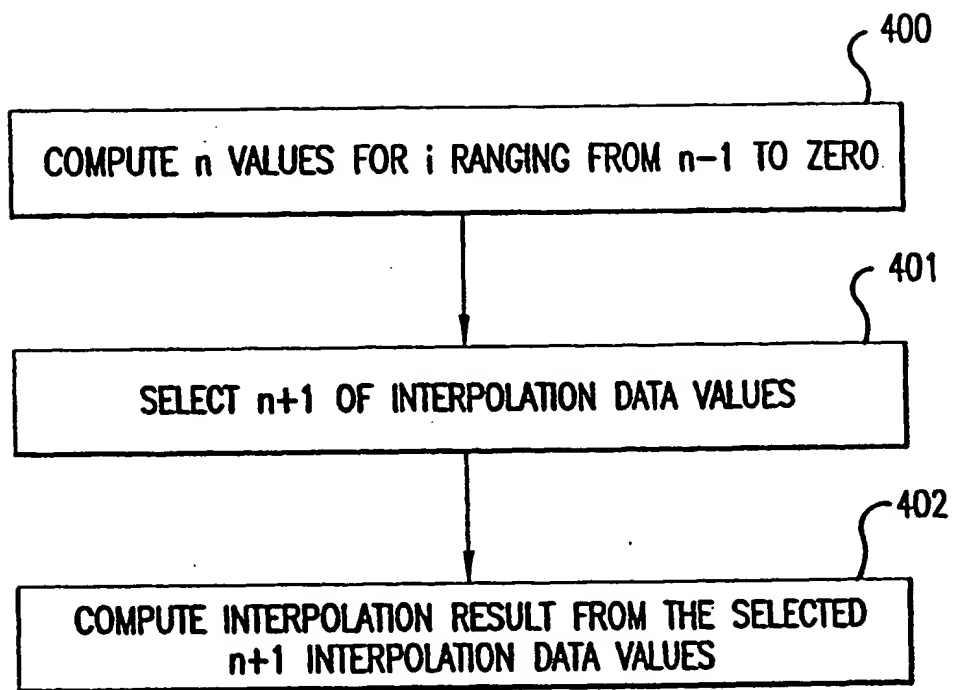 400
COMPUTE n VALUES FOR i RANGING FROM n-1 TO ZERO
401
SELECT n+1 OF INTERPOLATION DATA VALUES
402
COMPUTE INTERPOLATION RESULT FROM THE SELECTED
n+1 INTERPOLATION DATA VALUES